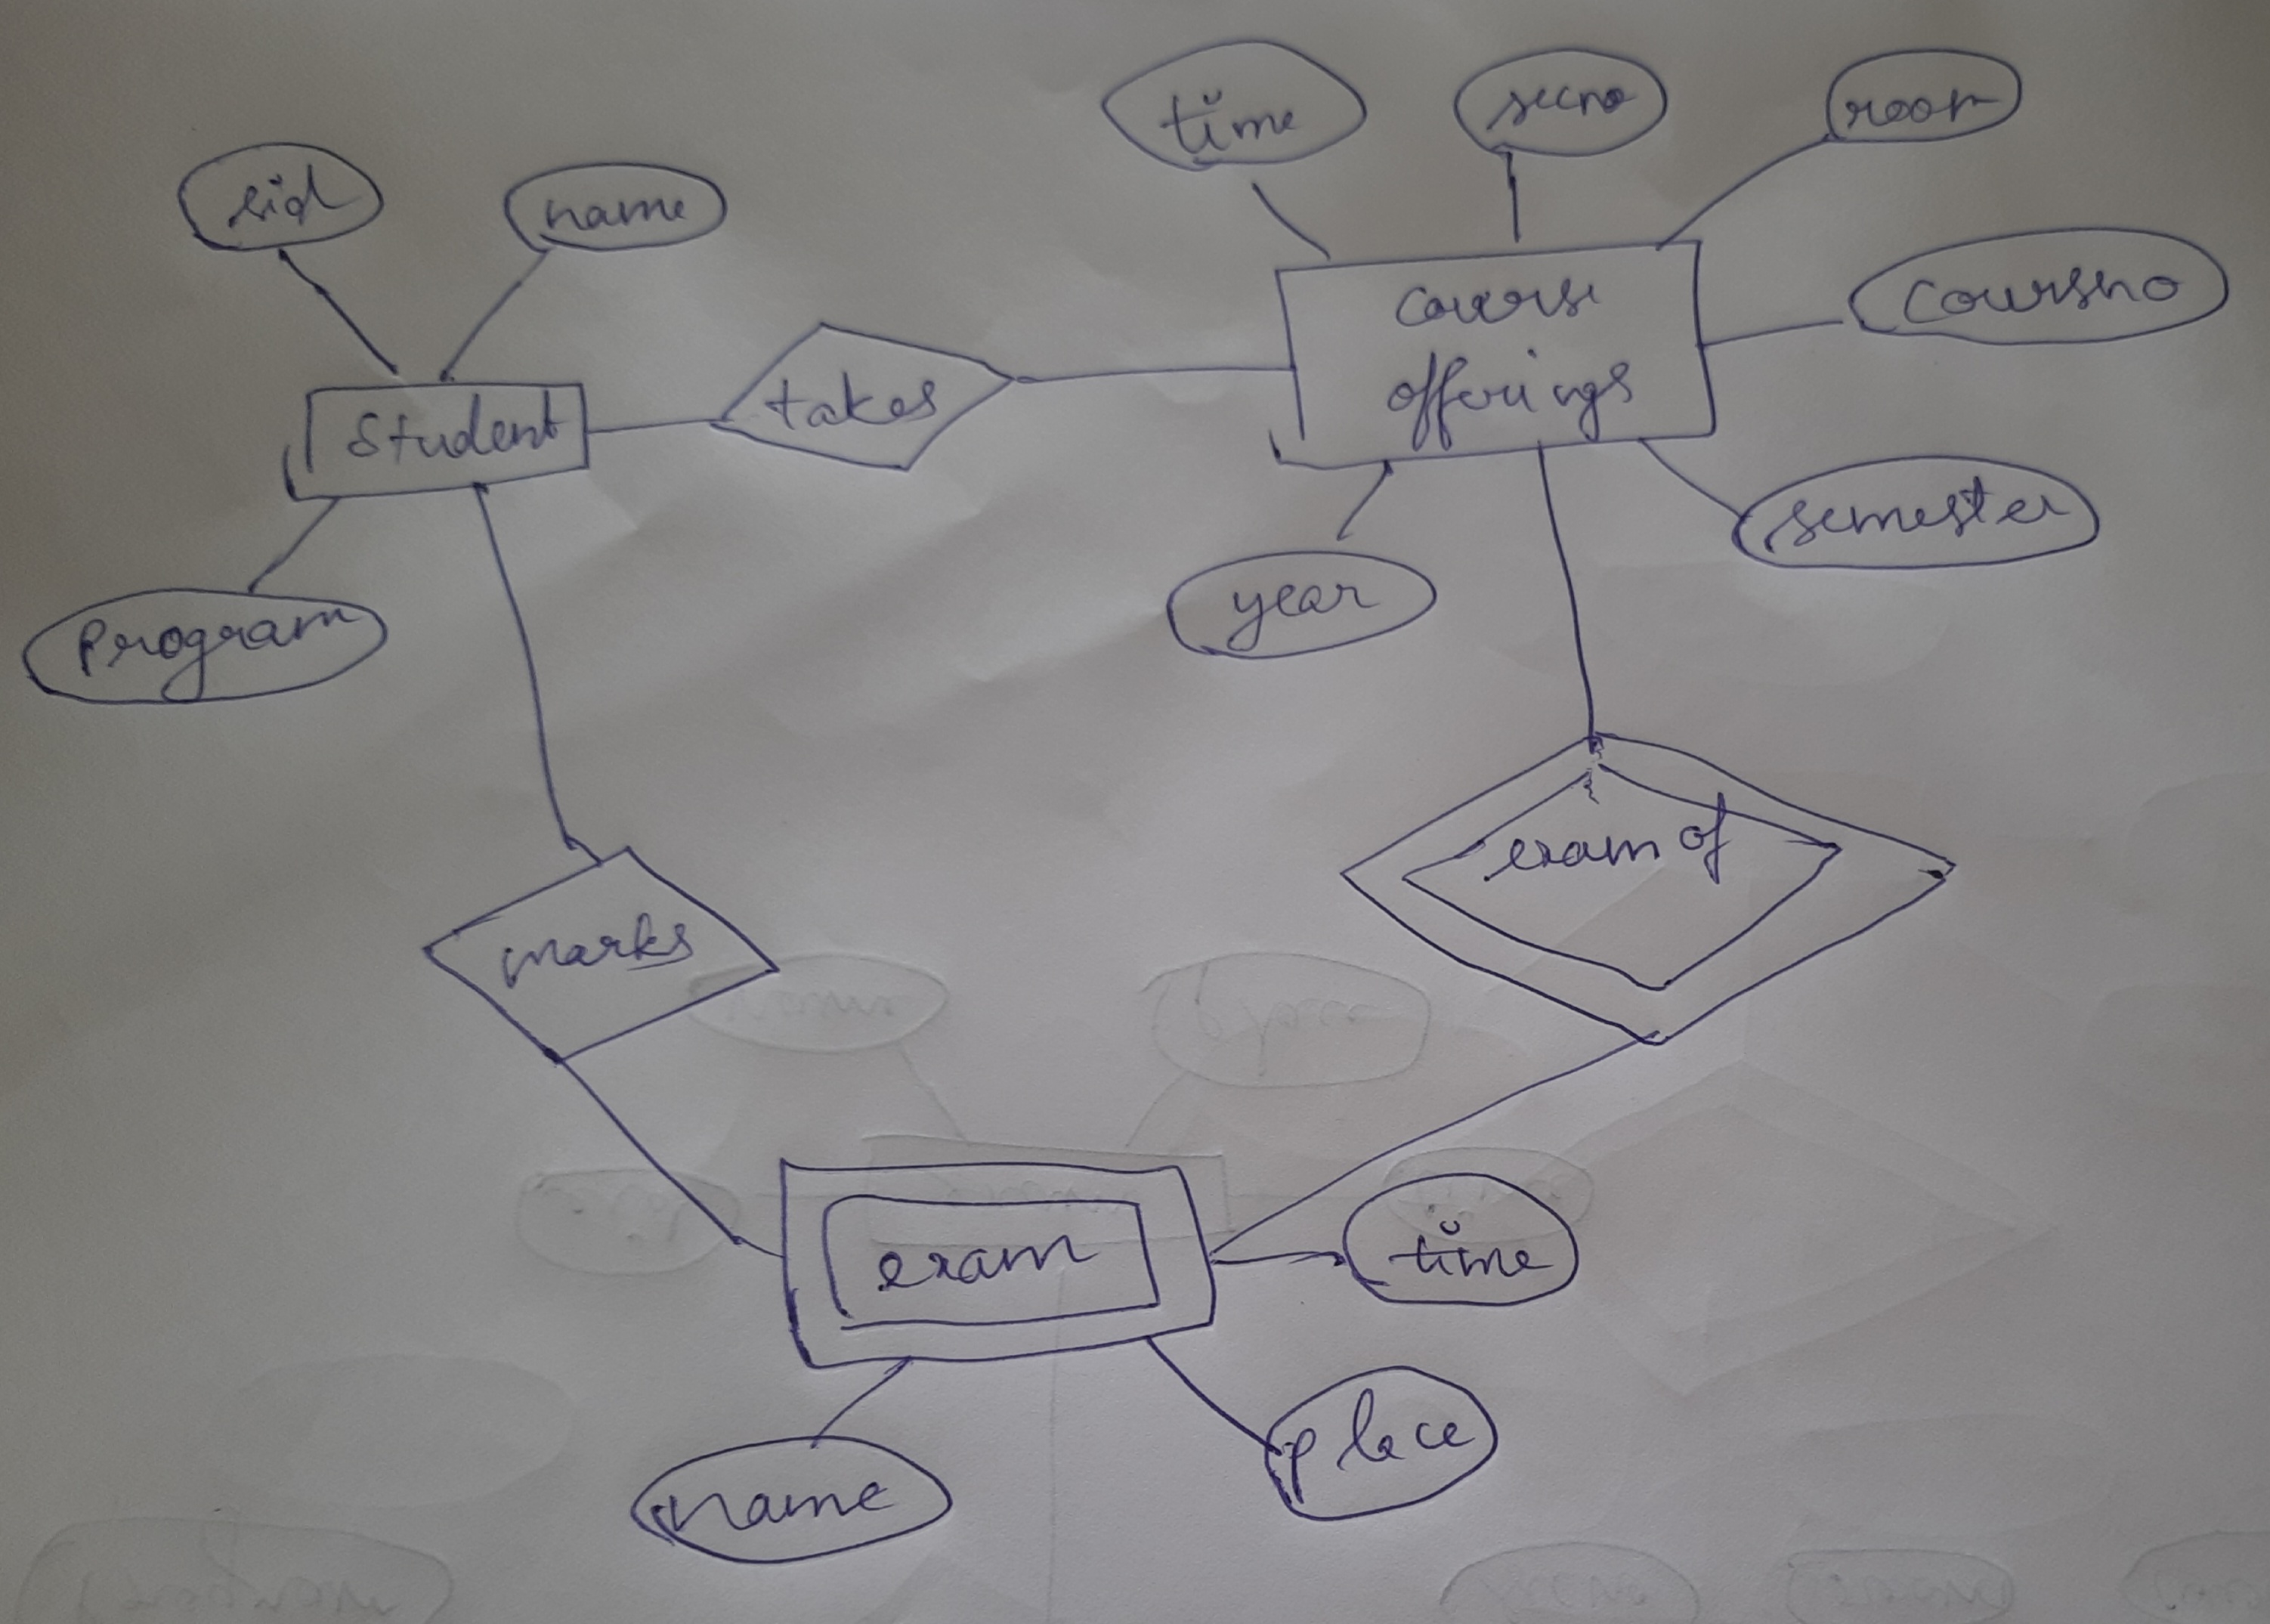 time
secno
room
sid
name
Course
offerings
Coursno
Student
takes
semester
year
Program
exam of
marks
exam
time
place
name